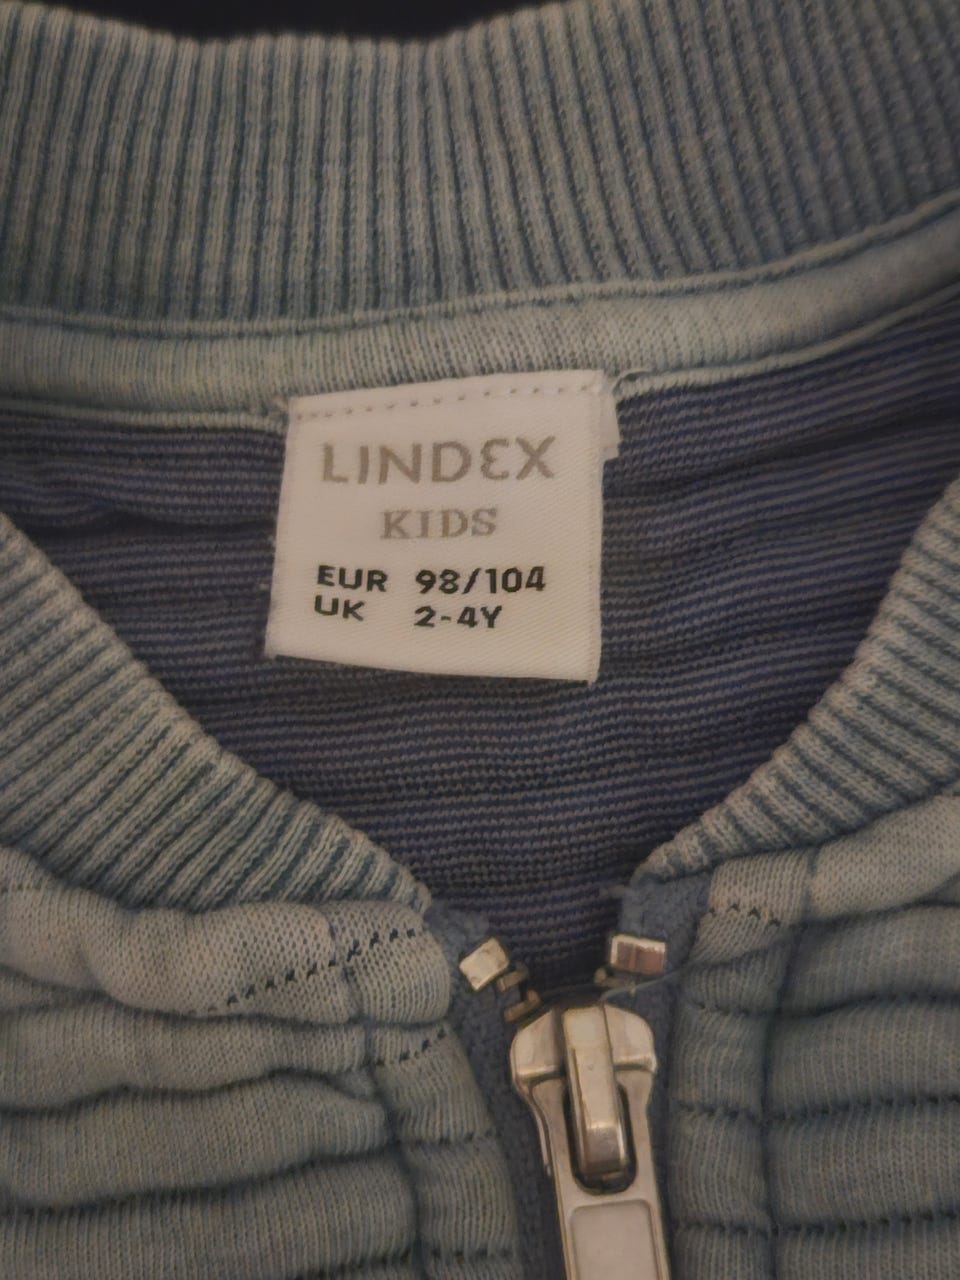 LINDEX
KIDS
EUR 98/104
UK 2-4Y